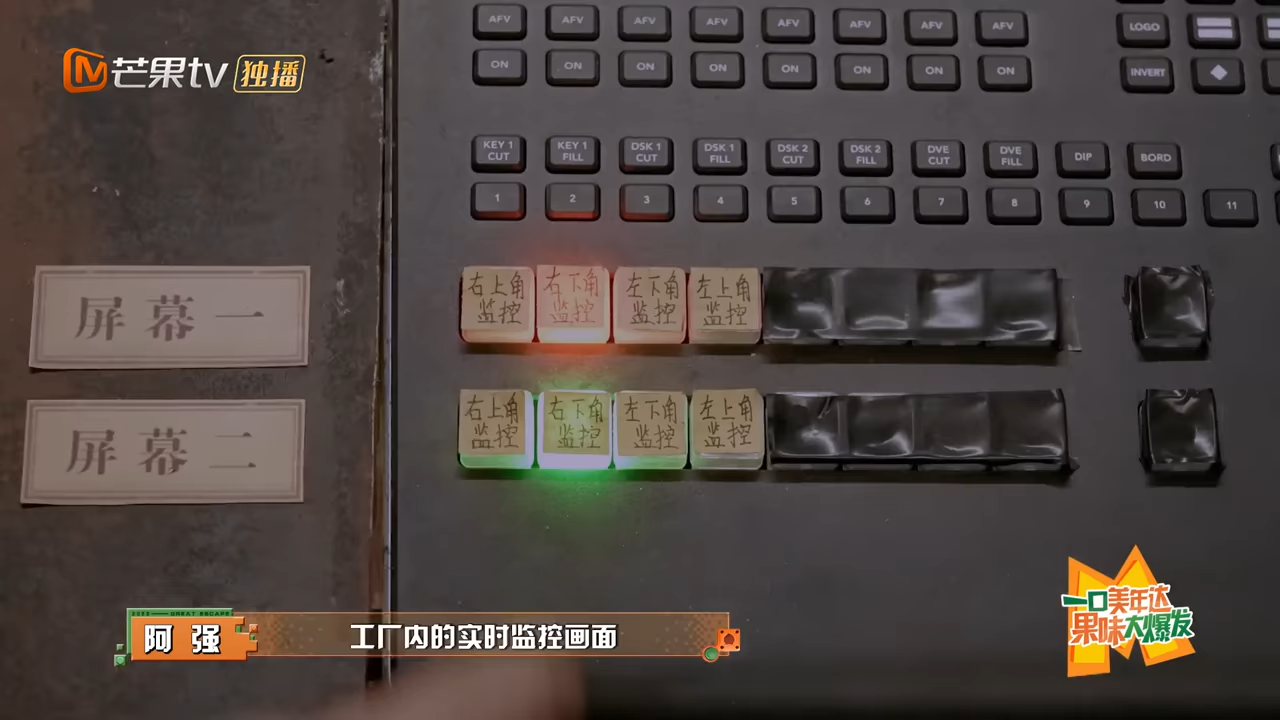 AFV AFV AFV AFV AFV AFV AFV AFV LOGO
芒果tv 独播
ON ON ON ON ON ON ON ON INVERT
KEY 1 CUT KEY 1 FILL DSK 1 CUT DSK 1 FILL DSK 2 CUT DSK 2 FILL DVE CUT DVE FILL DIP BORD
1 2 3 4 5 6 7 8 9 10 11
屏幕一
右上角监控 右下角监控 左下角监控 左上角监控
屏幕二
右上角监控 右下角监控 左下角监控 左上角监控
阿强 工厂内的实时监控画面
一口美年达
果味大爆发